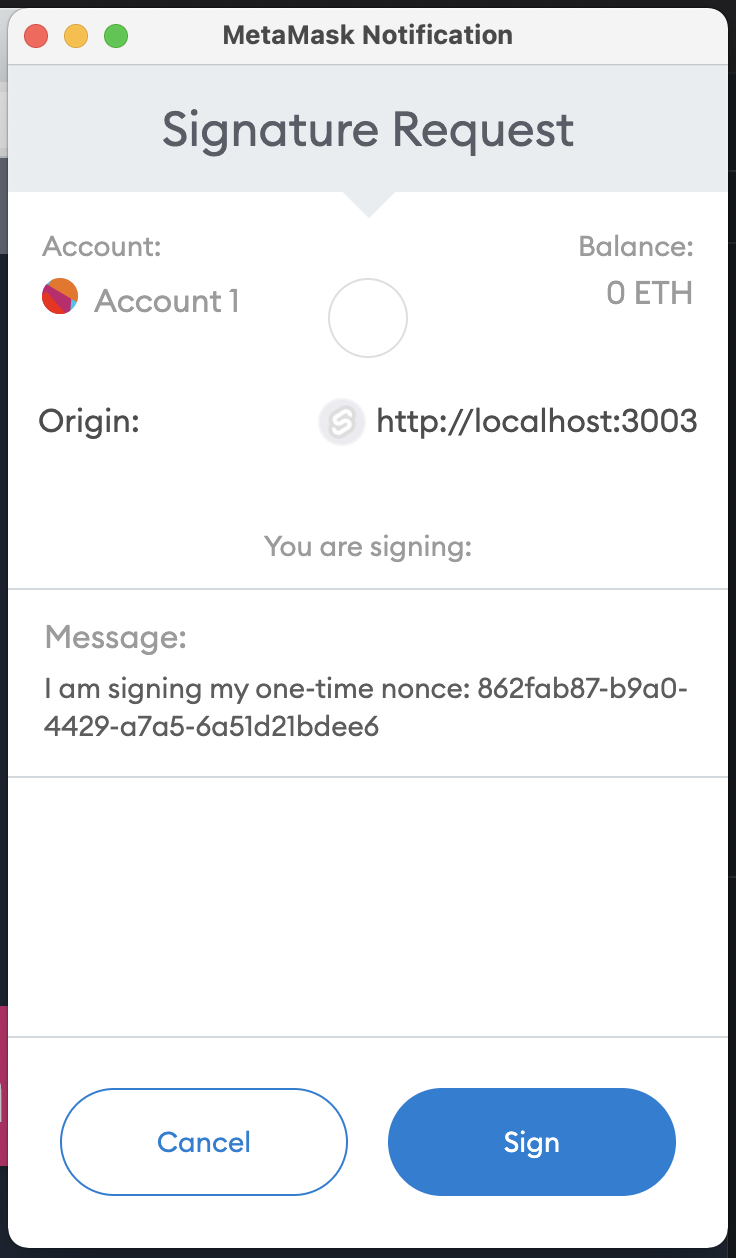 MetaMask Notification
Signature Request
Account:
Balance:
Account 1
0 ETH
Origin:
http://localhost:3003
You are signing:
Message:
I am signing my one-time nonce: 862fab87-b9a0-
4429-a7a5-6a51d21bdee6
Cancel
Sign